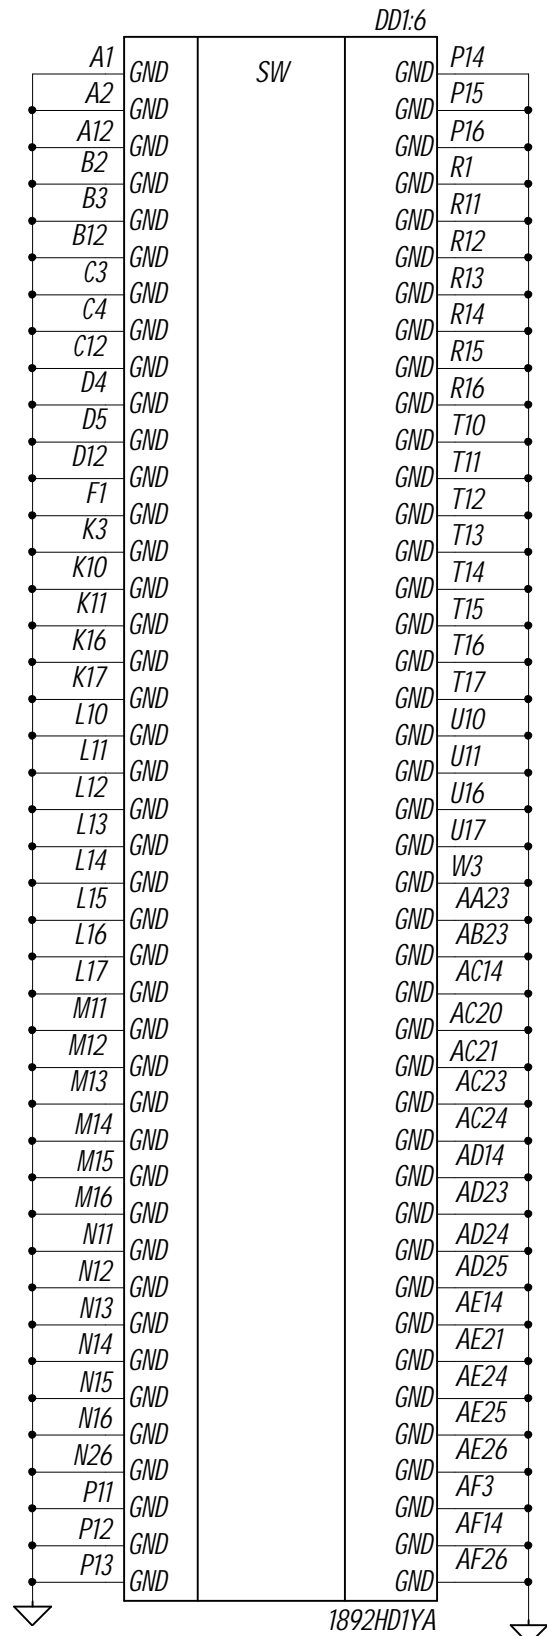 DD1:6
SW
A1 GND GND P14
A2 GND GND P15
A12 GND GND P16
B2 GND GND R1
B3 GND GND R11
B12 GND GND R12
C3 GND GND R13
C4 GND GND R14
C12 GND GND R15
D4 GND GND R16
D5 GND GND T10
D12 GND GND T11
F1 GND GND T12
K3 GND GND T13
K10 GND GND T14
K11 GND GND T15
K16 GND GND T16
K17 GND GND T17
L10 GND GND U10
L11 GND GND U11
L12 GND GND U16
L13 GND GND U17
L14 GND GND W3
L15 GND GND AA23
L16 GND GND AB23
L17 GND GND AC14
M11 GND GND AC20
M12 GND GND AC21
M13 GND GND AC23
M14 GND GND AC24
M15 GND GND AD14
M16 GND GND AD23
N11 GND GND AD24
N12 GND GND AD25
N13 GND GND AE14
N14 GND GND AE21
N15 GND GND AE24
N16 GND GND AE25
N26 GND GND AE26
P11 GND GND AF3
P12 GND GND AF14
P13 GND GND AF26
1892HD1YA